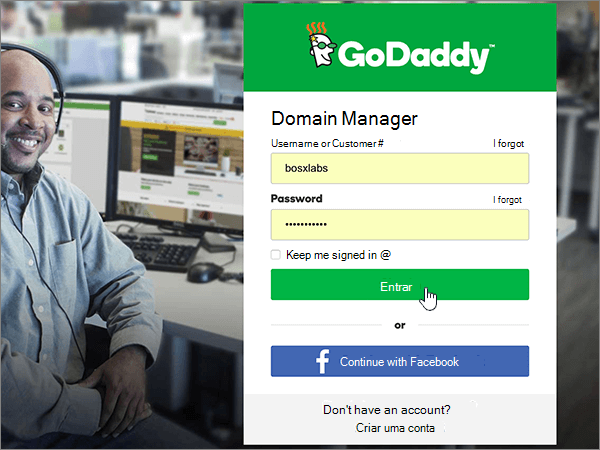 GoDaddy™
Domain Manager
Username or Customer # I forgot
bosxlabs
Password I forgot
•••••••••••
Keep me signed in @
Entrar
or
f Continue with Facebook
Don't have an account?
Criar uma conta